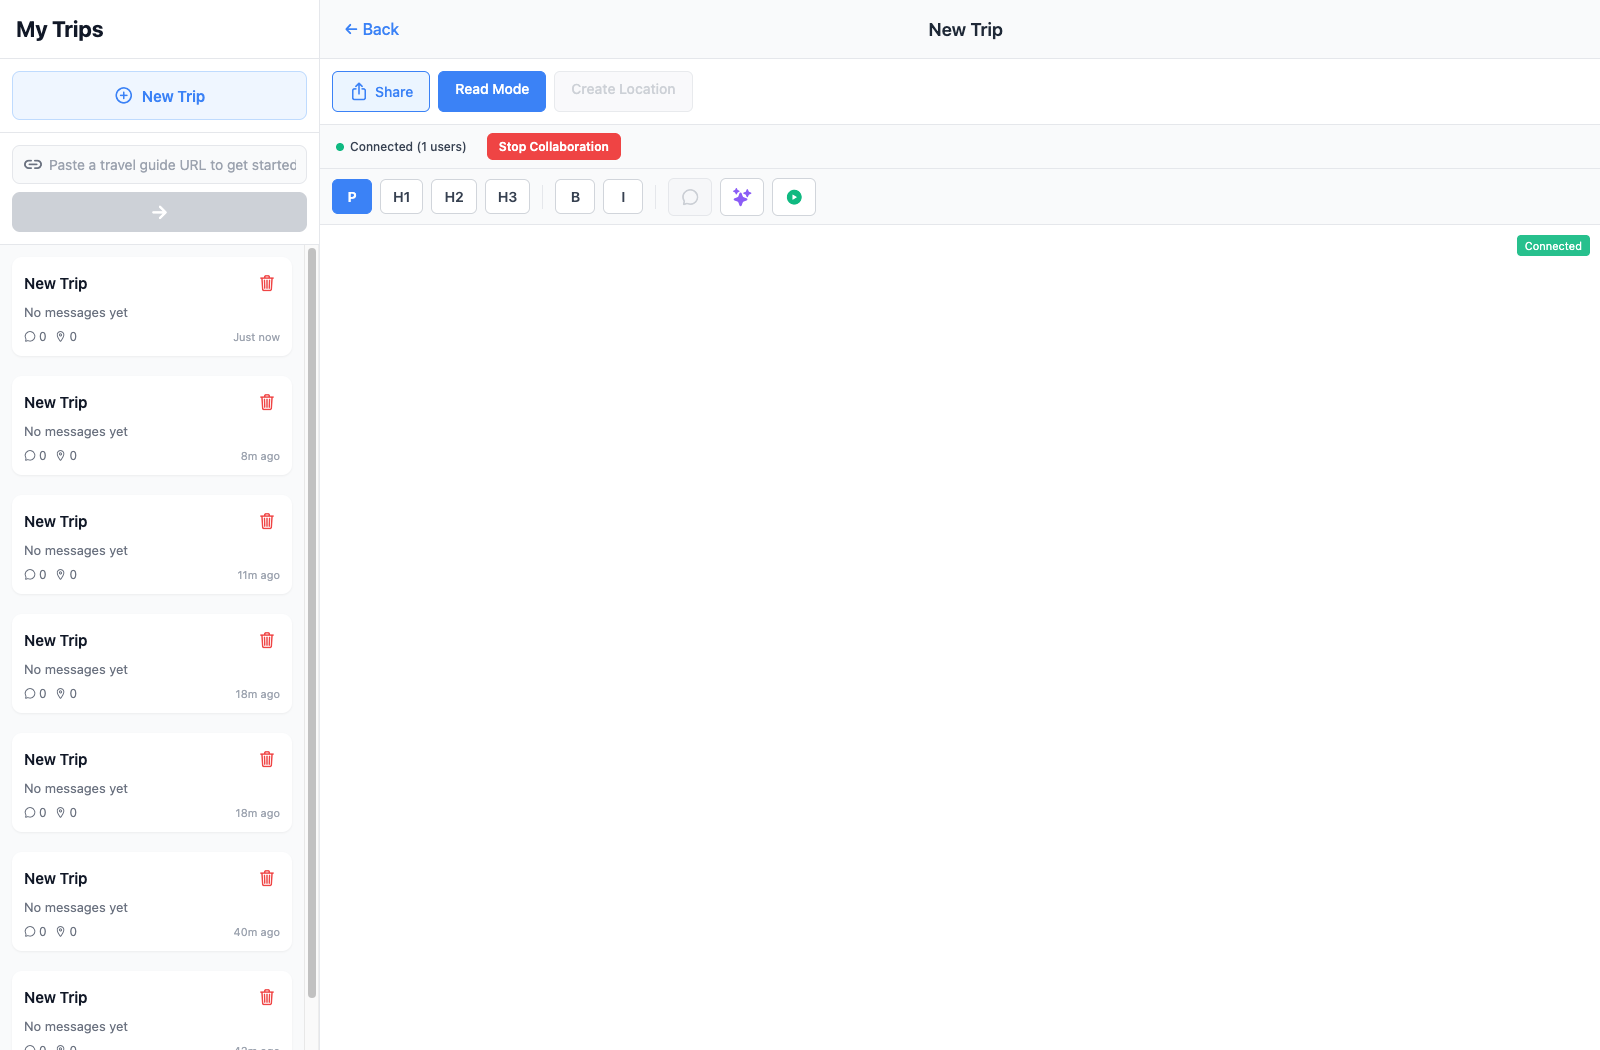 My Trips
New Trip
Paste a travel guide URL to get started
New Trip
No messages yet
0 0 Just now
New Trip
No messages yet
0 0 8m ago
New Trip
No messages yet
0 0 11m ago
New Trip
No messages yet
0 0 18m ago
New Trip
No messages yet
0 0 18m ago
New Trip
No messages yet
0 0 40m ago
New Trip
No messages yet
Back
New Trip
Share Read Mode Create Location
Connected (1 users) Stop Collaboration
P H1 H2 H3 B I
Connected